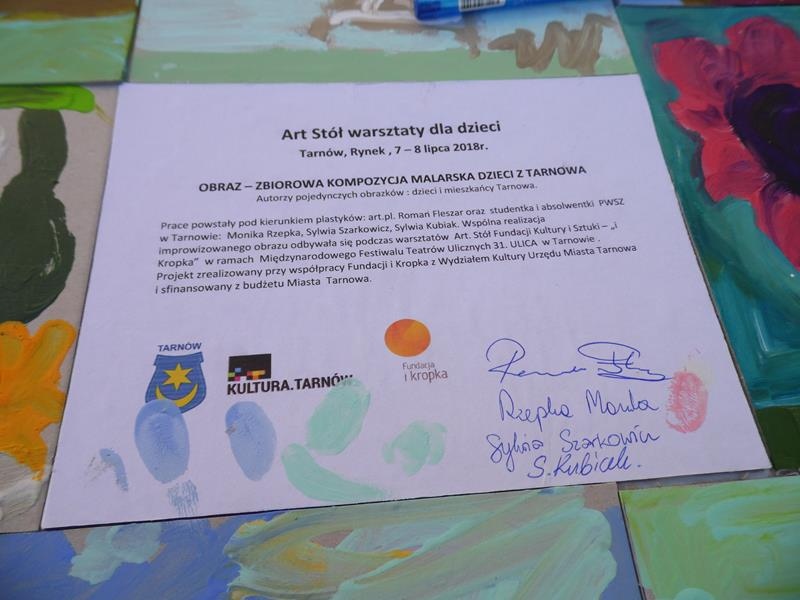 Art Stół warsztaty dla dzieci
Tarnów, Rynek , 7 – 8 lipca 2018r.
OBRAZ – ZBIOROWA KOMPOZYCJA MALARSKA DZIECI Z TARNOWA
Autorzy pojedynczych obrazków : dzieci i mieszkańcy Tarnowa.
Prace powstały pod kierunkiem plastyków: art.pl. Roman Fleszar oraz studentka i absolwentki PWSZ
w Tarnowie: Monika Rzepka, Sylwia Szarkowicz, Sylwia Kubiak. Wspólna realizacja
improwizowanego obrazu odbywała się podczas warsztatów Art. Stół Fundacji Kultury i Sztuki – „i
Kropka" w ramach Międzynarodowego Festiwalu Teatrów Ulicznych 31. ULICA w Tarnowie .
Projekt zrealizowany przy współpracy Fundacji i Kropka z Wydziałem Kultury Urzędu Miasta Tarnowa
i sfinansowany z budżetu Miasta Tarnowa.
TARNÓW
KULTURA.TARNÓW
Fundacja
i kropka
Rzepka Monika
Sylwia Szarkowicz
S. Kubiak.